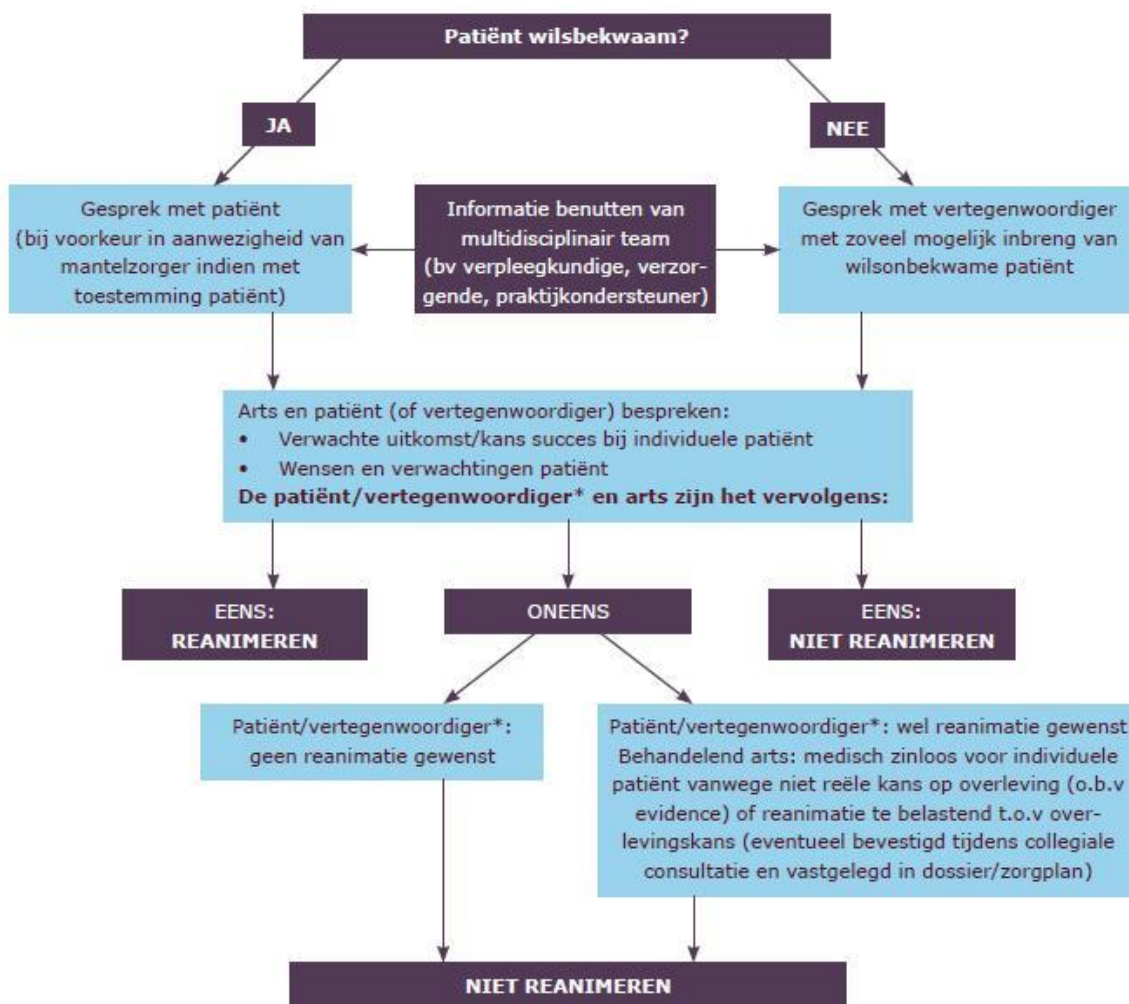 Patiënt wilsbekwaam?
JA
NEE
Gesprek met patiënt
(bij voorkeur in aanwezigheid van
mantelzorger indien met
toestemming patiënt)
Informatie benutten van
multidisciplinair team
(bv verpleegkundige, verzor-
gende, praktijkondersteuner)
Gesprek met vertegenwoordiger
met zoveel mogelijk inbreng van
wilsonbekwame patiënt
Arts en patiënt (of vertegenwoordiger) bespreken:
• Verwachte uitkomst/kans succes bij individuele patiënt
• Wensen en verwachtingen patiënt
De patiënt/vertegenwoordiger* en arts zijn het vervolgens:
EENS:
REANIMEREN
ONEENS
EENS:
NIET REANIMEREN
Patiënt/vertegenwoordiger*:
geen reanimatie gewenst
Patiënt/vertegenwoordiger*: wel reanimatie gewenst
Behandelend arts: medisch zinloos voor individuele
patiënt vanwege niet reële kans op overleving (o.b.v
evidence) of reanimatie te belastend t.o.v over-
levingskans (eventueel bevestigd tijdens collegiale
consultatie en vastgelegd in dossier/zorgplan)
NIET REANIMEREN